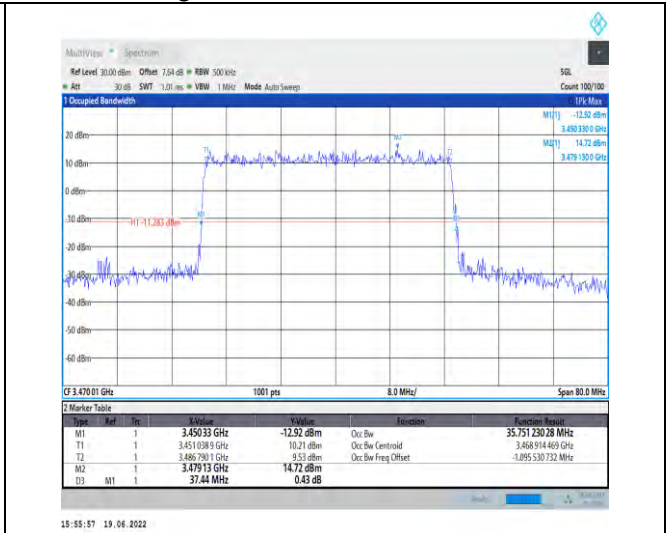 MultiView Spectrum
Ref Level 30.00 dBm Offset 7.64 dB RBW 500 kHz SGL
Att 30 dB SWT 1.01 ms VBW 1 MHz Mode Auto Sweep Count 100/100
1 Occupied Bandwidth 1Pk Max
M1[1] -12.92 dBm
3.450 330 0 GHz
M2[1] 14.72 dBm
3.479 130 0 GHz
20 dBm
M2
T1
T2
10 dBm
0 dBm
-10 dBm
M1
H1 -11.283 dBm
-20 dBm
-30 dBm
-40 dBm
-50 dBm
-60 dBm
CF 3.470 01 GHz 1001 pts 8.0 MHz/ Span 80.0 MHz
2 Marker Table
Type Ref Trc X-Value Y-Value Function Function Result
M1 1 3.450 33 GHz -12.92 dBm Occ Bw 35.751 230 28 MHz
T1 1 3.451 038 9 GHz 10.21 dBm Occ Bw Centroid 3.468 914 469 GHz
T2 1 3.486 790 1 GHz 9.53 dBm Occ Bw Freq Offset -1.095 530 732 MHz
M2 1 3.479 13 GHz 14.72 dBm
D3 M1 1 37.44 MHz 0.43 dB
15:55:57 19.06.2022